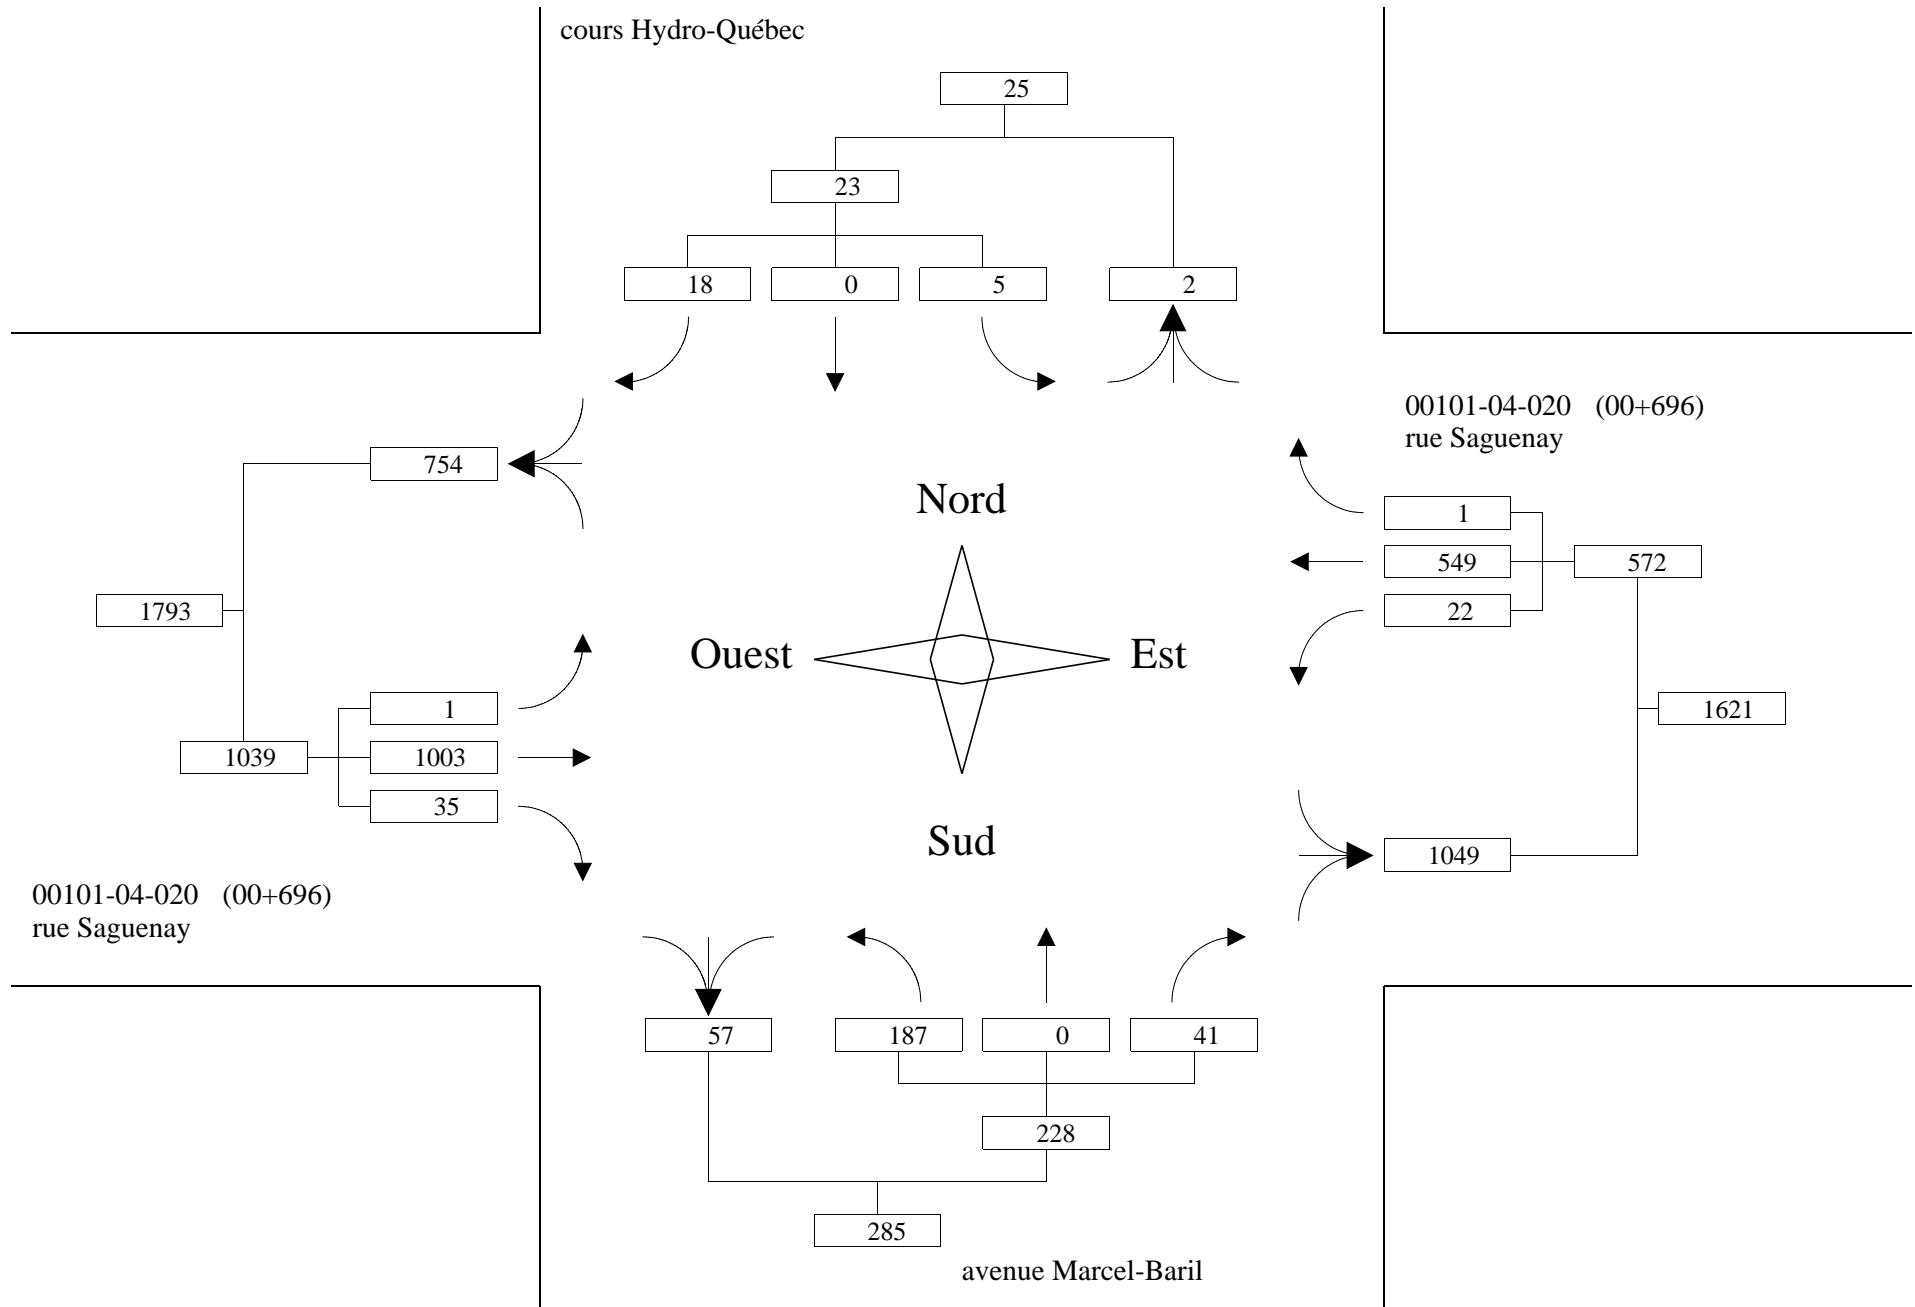 cours Hydro-Québec
25
23
18 0 5 2
00101-04-020 (00+696)
rue Saguenay
754
Nord
1
549 572
22
1793
Ouest Est
1 1621
1039 1003
35
Sud
1049
00101-04-020 (00+696)
rue Saguenay
57 187 0 41
228
285
avenue Marcel-Baril